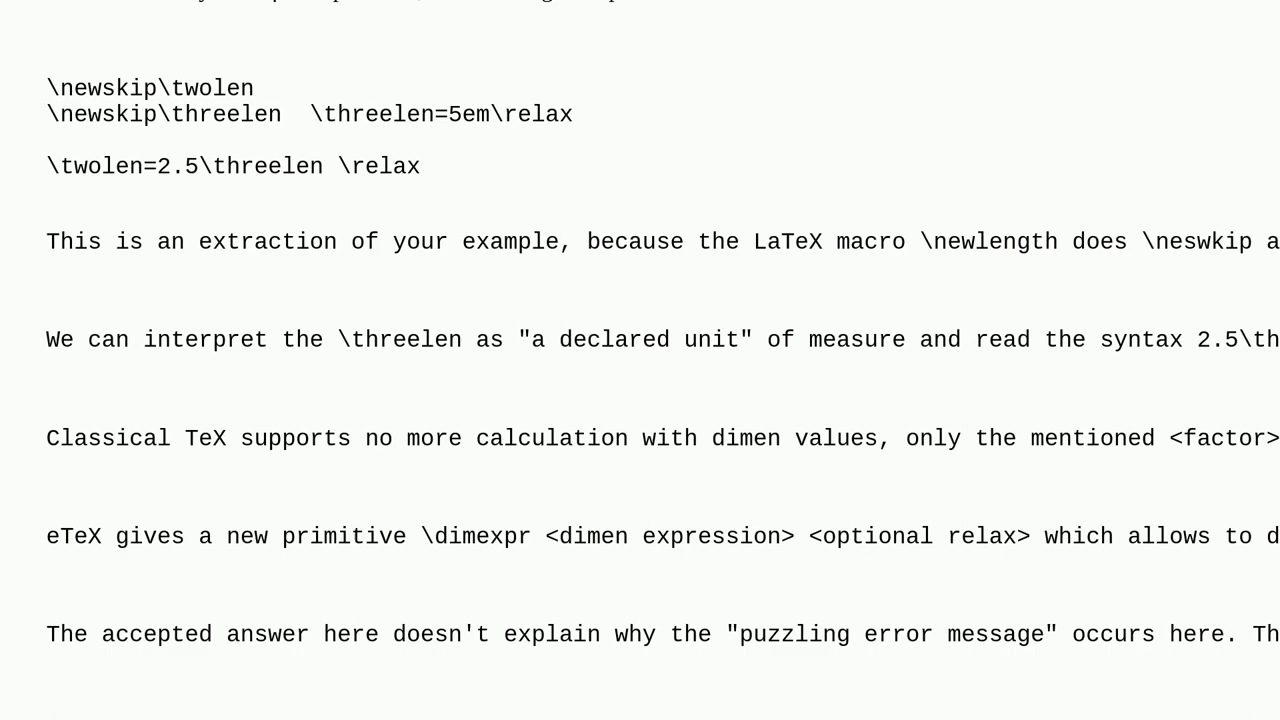 \newskip\twolen
\newskip\threelen  \threelen=5em\relax
\twolen=2.5\threelen \relax
This is an extraction of your example, because the LaTeX macro \newlength does \neswkip a
We can interpret the \threelen as "a declared unit" of measure and read the syntax 2.5\th
Classical TeX supports no more calculation with dimen values, only the mentioned <factor>
eTeX gives a new primitive \dimexpr <dimen expression> <optional relax> which allows to d
The accepted answer here doesn't explain why the "puzzling error message" occurs here. Th